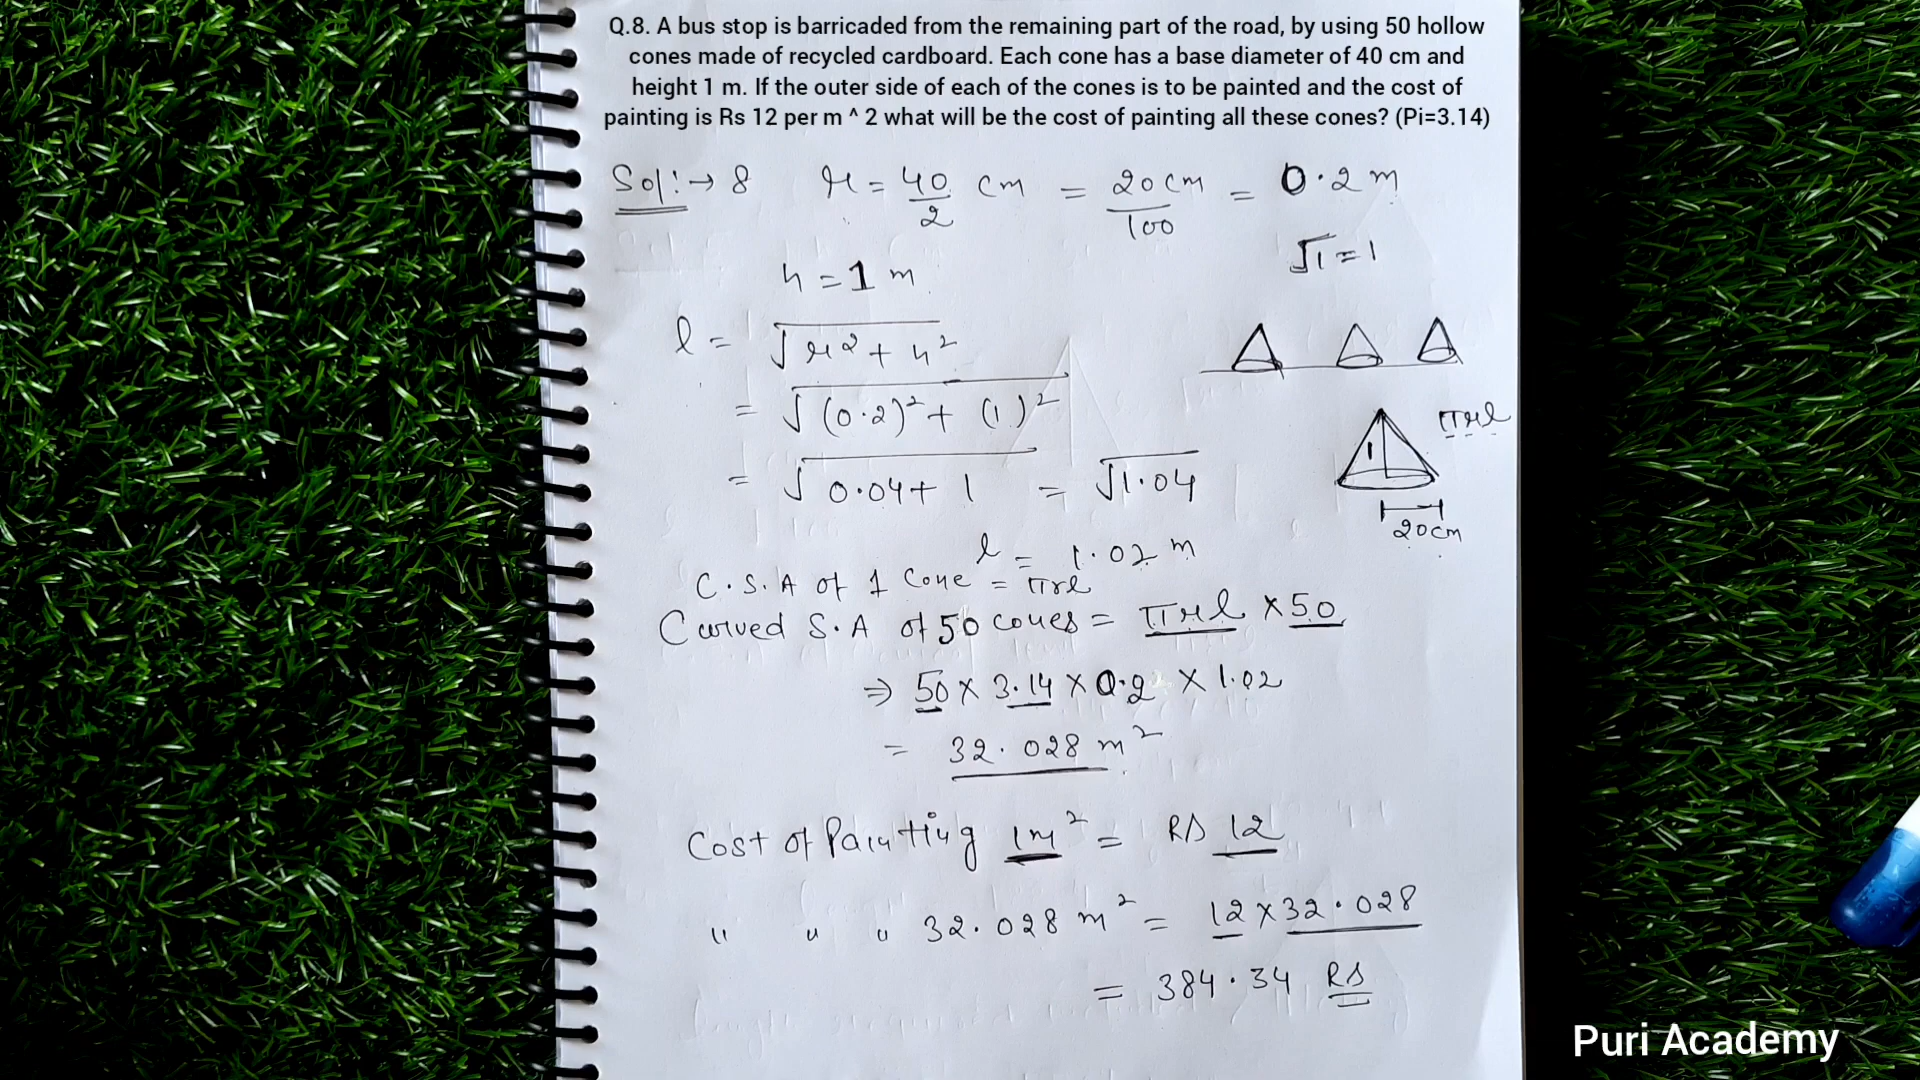 Q.8. A bus stop is barricaded from the remaining part of the road, by using 50 hollow
cones made of recycled cardboard. Each cone has a base diameter of 40 cm and
height 1 m. If the outer side of each of the cones is to be painted and the cost of
painting is Rs 12 per m ^ 2 what will be the cost of painting all these cones? (Pi=3.14)
Sol:→ 8 r = 40/2 cm = 20cm/100 = 0.2 m
√1 = 1
h = 1 m
l = √r² + h²
= √(0.2)² + (1)²
πrl
1
= √0.04 + 1 = √1.04
20cm
l = 1.02 m
C.S.A of 1 Cone = πrl
Curved S.A of 50 cones = πrl × 50
⇒ 50 × 3.14 × 0.2 × 1.02
= 32.028 m²
Cost of Painting 1m² = Rs 12
" " " 32.028 m² = 12 × 32.028
= 384.34 Rs
Puri Academy